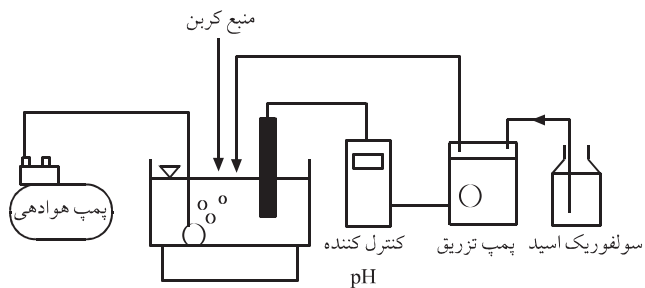 منبع کربن
پمپ هوادهی
کنترل کننده
pH
پمپ تزریق
سولفوریک اسید